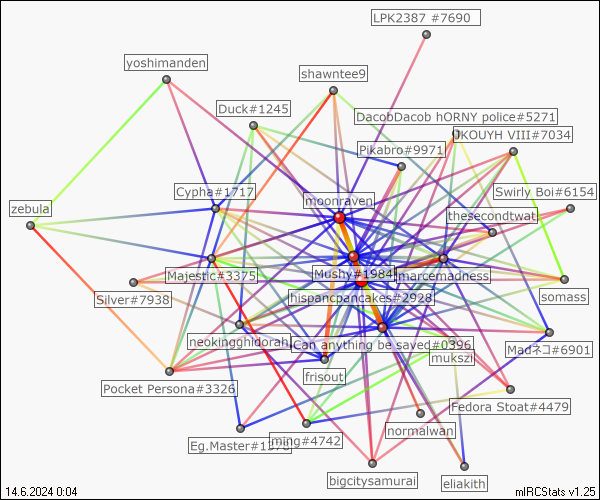 LPK2387 #7690
yoshimanden
shawntee9
Duck#1245
DacobDacob hORNY police#5271
JKOUYH VIII#7034
Pikabro#9971
Cypha#1717
Swirly Boi#6154
moonraven
zebula
thesecondtwat
Majestic#3375
Mushy#1984
marcemadness
Silver#7938
hispancpancakes#2928
somass
neokingghidorah
Can anything be saved#0396
Madネコ#6901
mukszi
frisout
Pocket Persona#3326
Fedora Stoat#4479
normalwan
Eg.Master#1378
ming#4742
bigcitysamurai
eliakith
14.6.2024 0:04
mIRCStats v1.25